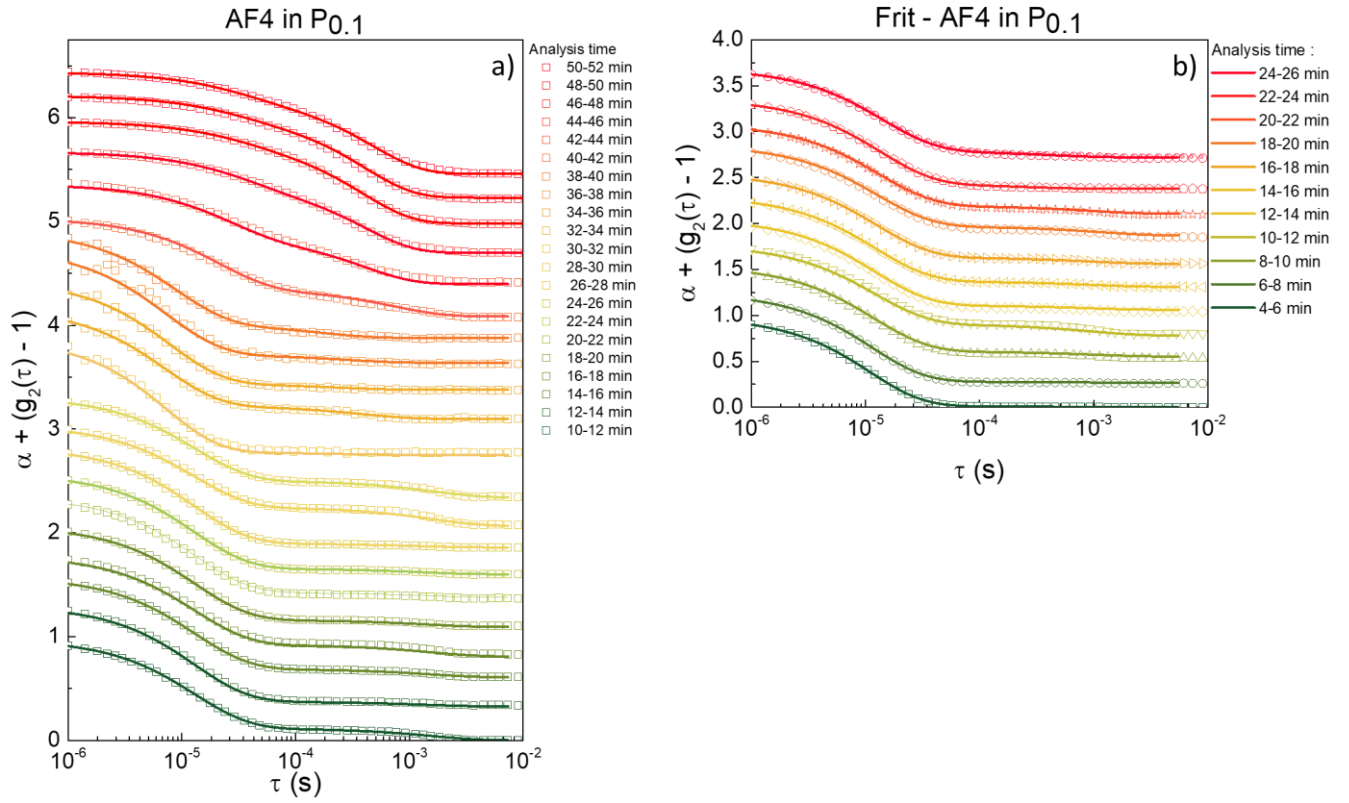 AF4 in P0.1
a)
α + (g2(τ) - 1)
6
5
4
3
2
1
0
10-6
10-5
10-4
10-3
10-2
τ (s)
Analysis time
50-52 min
48-50 min
46-48 min
44-46 min
42-44 min
40-42 min
38-40 min
36-38 min
34-36 min
32-34 min
30-32 min
28-30 min
26-28 min
24-26 min
22-24 min
20-22 min
18-20 min
16-18 min
14-16 min
12-14 min
10-12 min
Frit - AF4 in P0.1
b)
α + (g2(τ) - 1)
4.0
3.5
3.0
2.5
2.0
1.5
1.0
0.5
0.0
10-6
10-5
10-4
10-3
10-2
τ (s)
Analysis time :
24-26 min
22-24 min
20-22 min
18-20 min
16-18 min
14-16 min
12-14 min
10-12 min
8-10 min
6-8 min
4-6 min